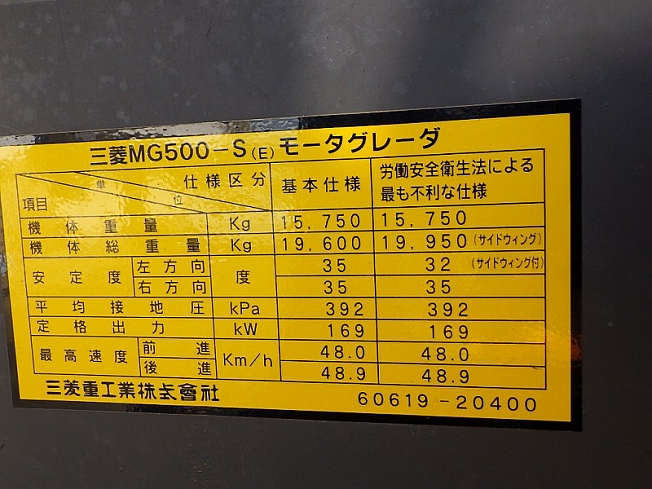 三菱MG500-S(E) モータグレーダ
項目 単位 仕様区分 基本仕様 労働安全衛生法による最も不利な仕様
機体重量 Kg 15,750 15,750
機体総重量 Kg 19,600 19,950 (サイドウィング)
安定度 左方向 度 35 32 (サイドウィング付)
右方向 35 35
平均接地圧 kPa 392 392
定格出力 kW 169 169
最高速度 前進 Km/h 48.0 48.0
後進 48.9 48.9
三菱重工業株式會社 60619-20400